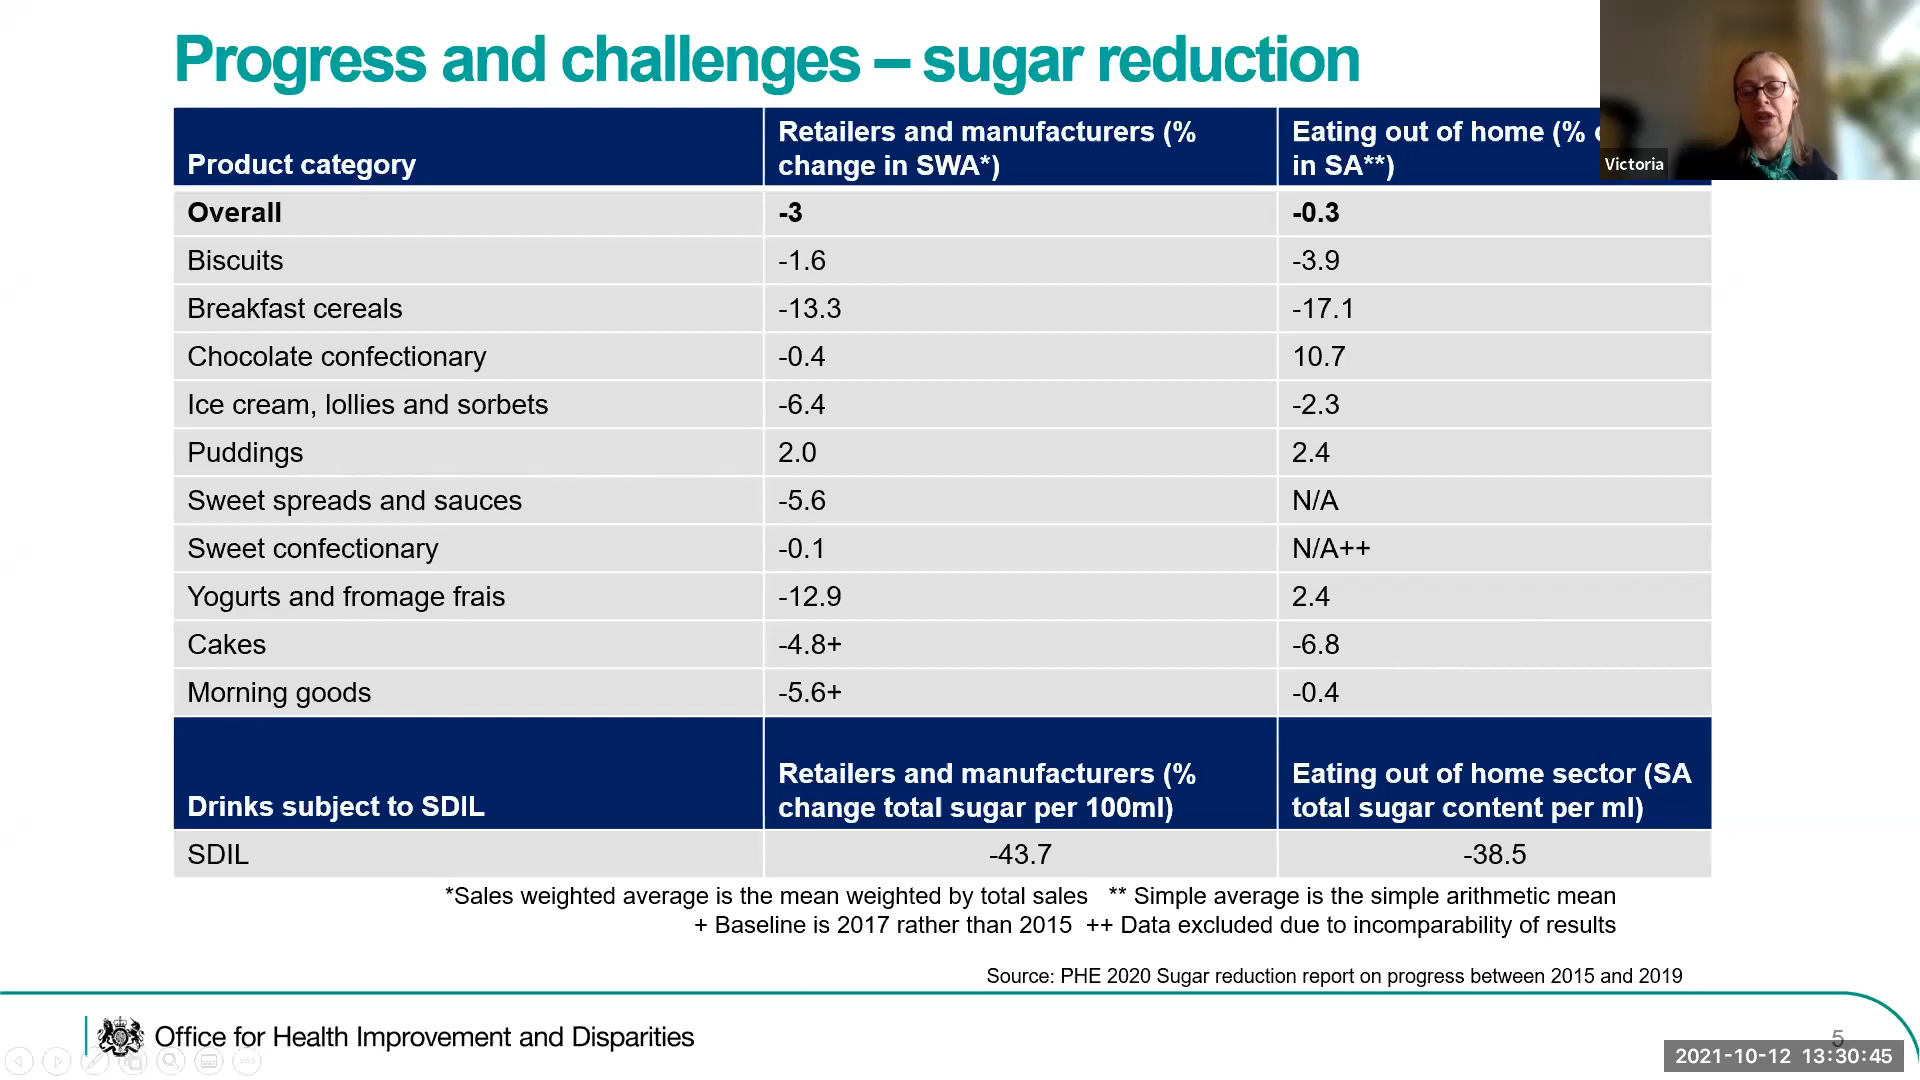 Progress and challenges – sugar reduction
Product category
Retailers and manufacturers (%
change in SWA*)
Eating out of home (%
in SA**)
Victoria
Overall -3 -0.3
Biscuits -1.6 -3.9
Breakfast cereals -13.3 -17.1
Chocolate confectionary -0.4 10.7
Ice cream, lollies and sorbets -6.4 -2.3
Puddings 2.0 2.4
Sweet spreads and sauces -5.6 N/A
Sweet confectionary -0.1 N/A++
Yogurts and fromage frais -12.9 2.4
Cakes -4.8+ -6.8
Morning goods -5.6+ -0.4
Drinks subject to SDIL
Retailers and manufacturers (%
change total sugar per 100ml)
Eating out of home sector (SA
total sugar content per ml)
SDIL -43.7 -38.5
*Sales weighted average is the mean weighted by total sales ** Simple average is the simple arithmetic mean
+ Baseline is 2017 rather than 2015 ++ Data excluded due to incomparability of results
Source: PHE 2020 Sugar reduction report on progress between 2015 and 2019
Office for Health Improvement and Disparities
5
2021-10-12 13:30:45